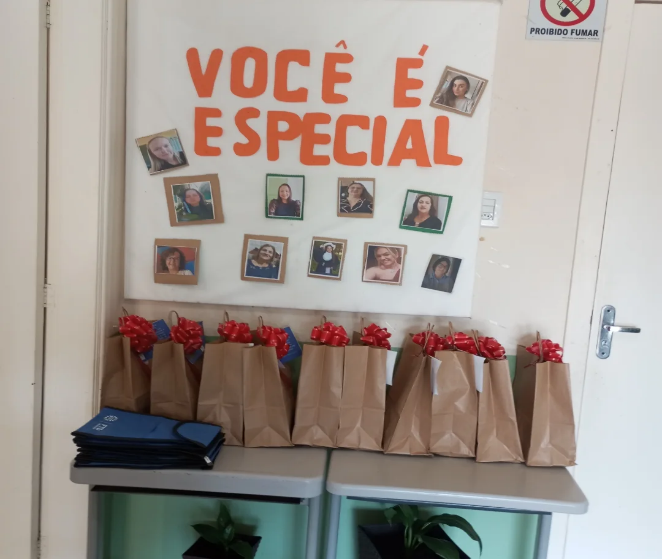 PROIBIDO FUMAR
VOCÊ É
ESPECIAL